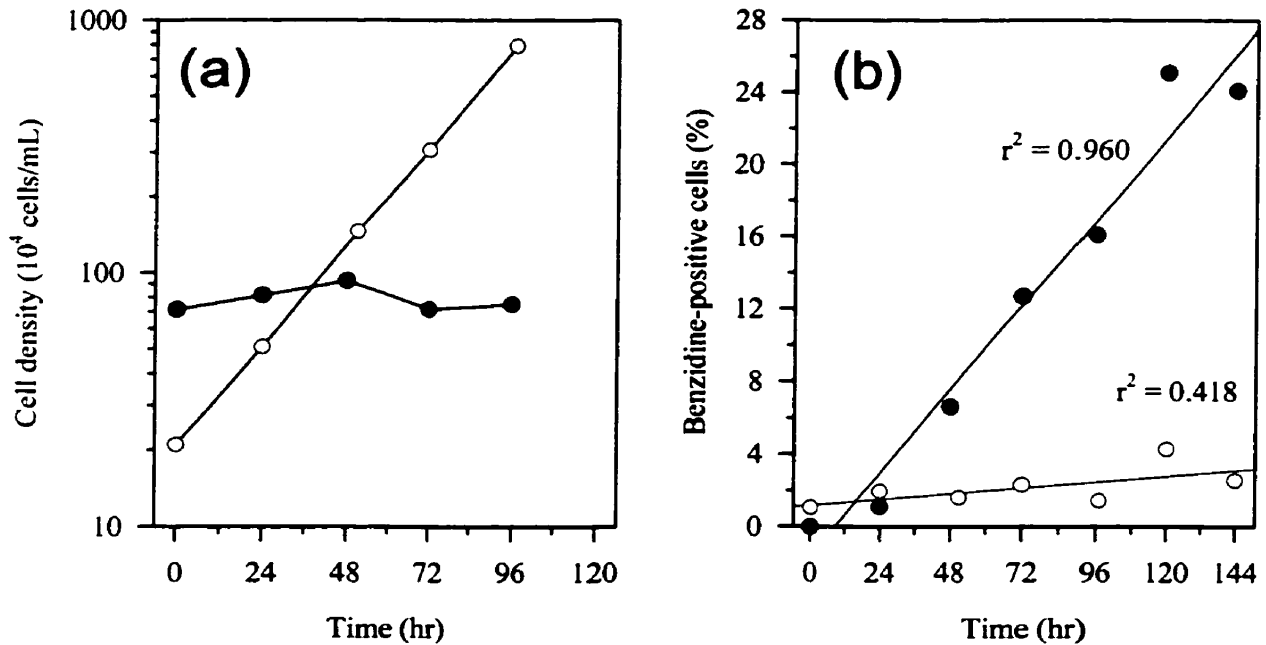 (a)
1000
100
10
Cell density (10⁴ cells/mL)
0 24 48 72 96 120
Time (hr)
(b)
28
24
20
16
12
8
4
0
Benzidine-positive cells (%)
r² = 0.960
r² = 0.418
0 24 48 72 96 120 144
Time (hr)